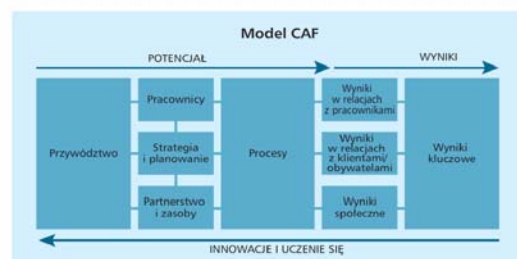 Model CAF
POTENCJAŁ
WYNIKI
Przywództwo
Pracownicy
Strategia
i planowanie
Partnerstwo
i zasoby
Procesy
Wyniki
w relacjach
z pracownikami
Wyniki
w relacjach
z klientami/
obywatelami
Wyniki
społeczne
Wyniki
kluczowe
INNOWACJE I UCZENIE SIĘ